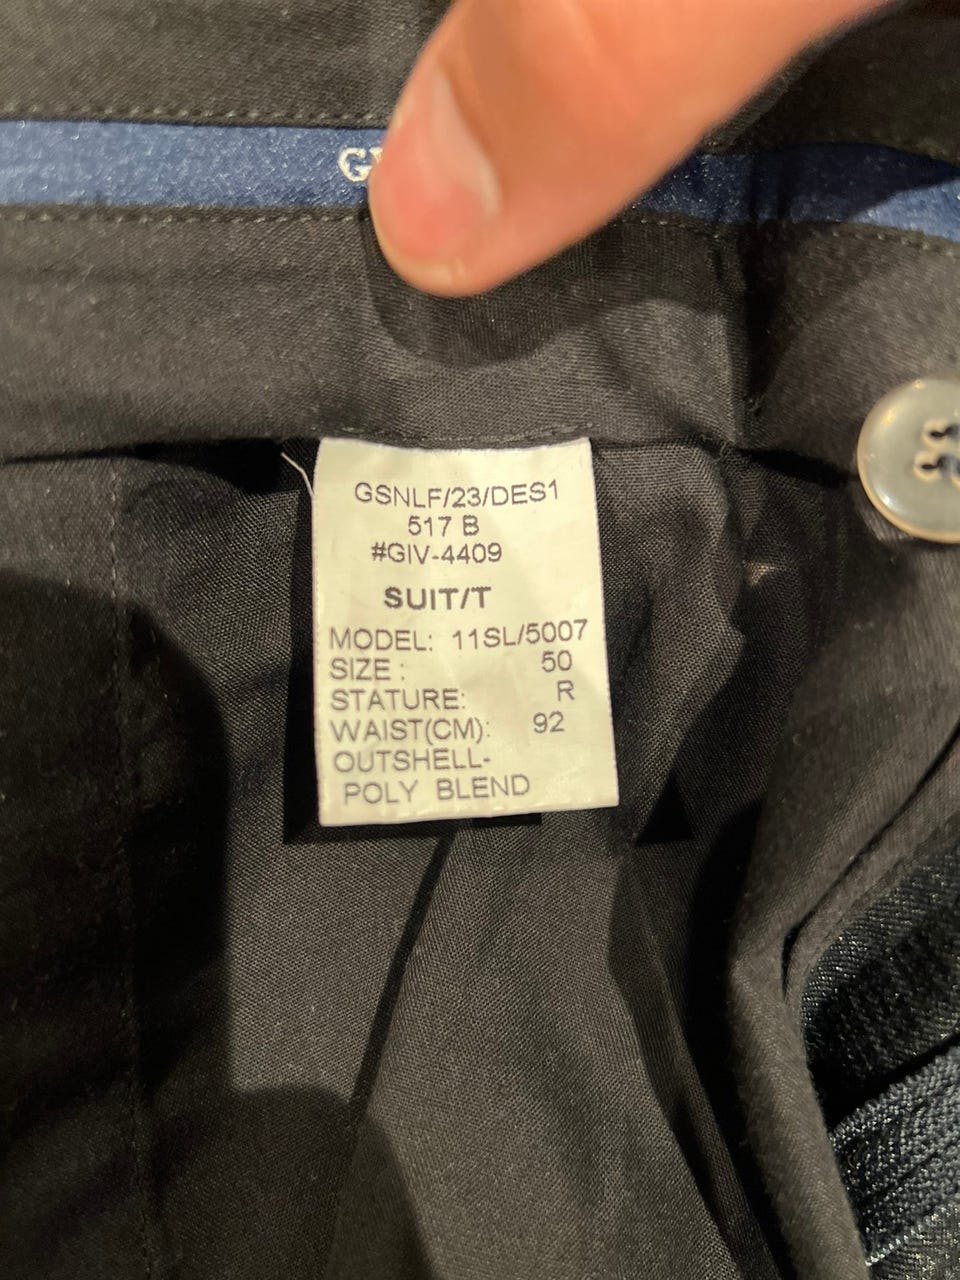 GSNLF/23/DES1
517 B
#GIV-4409
SUIT/T
MODEL: 11SL/5007
SIZE : 50
STATURE: R
WAIST(CM): 92
OUTSHELL-
POLY BLEND